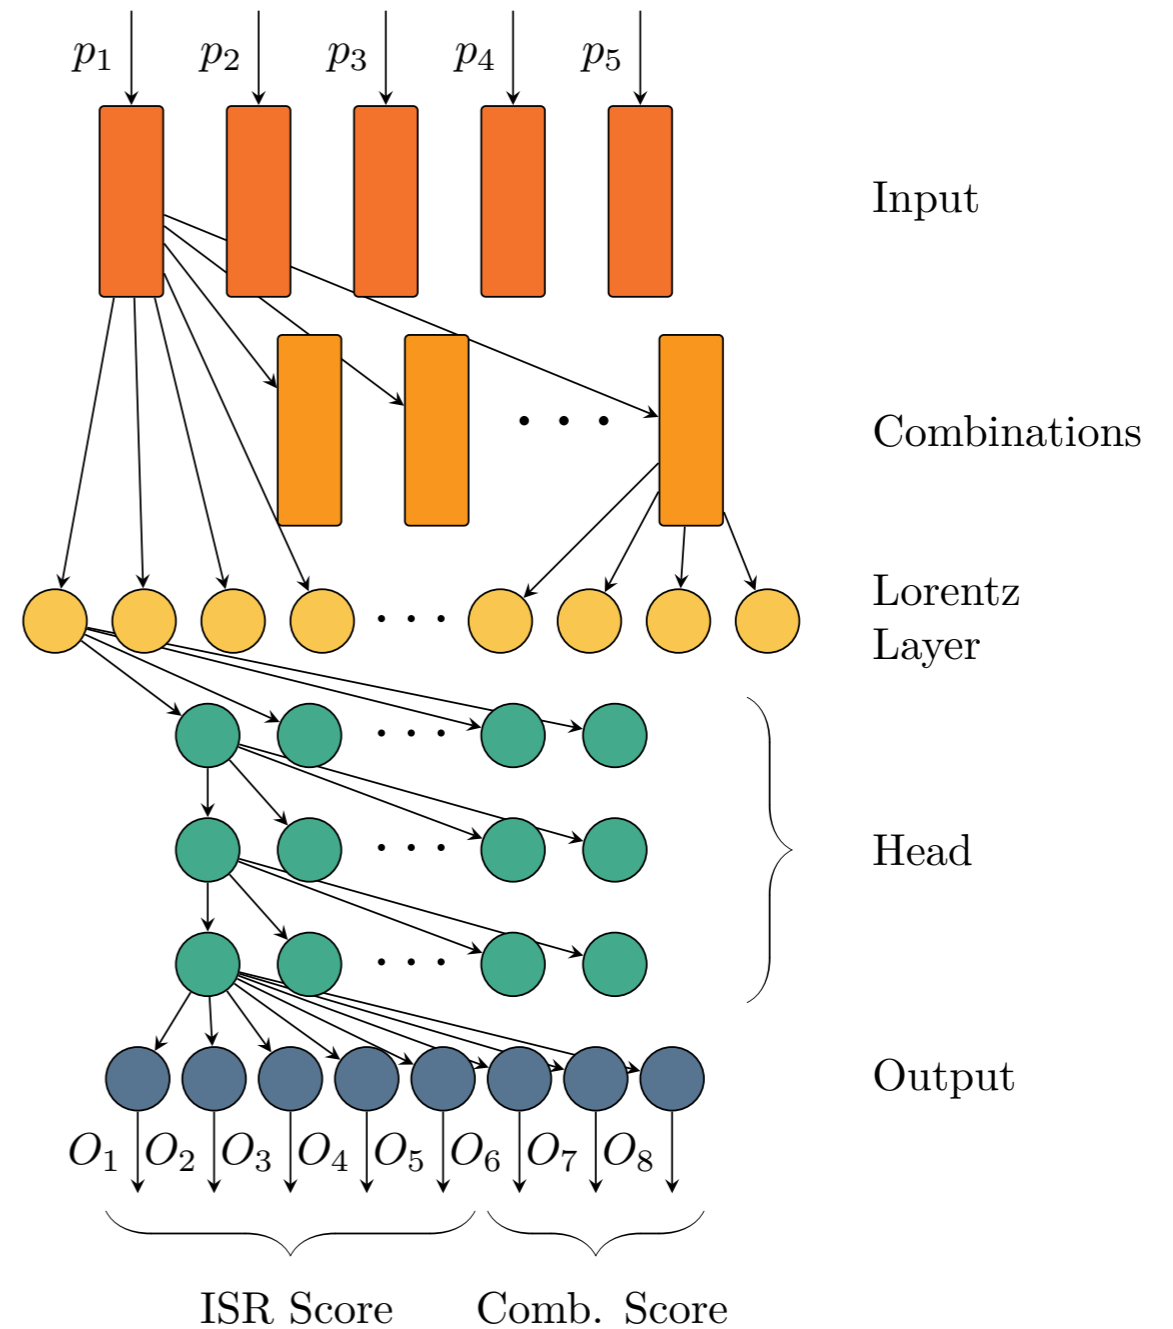 p₁ p₂ p₃ p₄ p₅
Input
Combinations
Lorentz
Layer
Head
Output
O₁ O₂ O₃ O₄ O₅ O₆ O₇ O₈
ISR Score Comb. Score